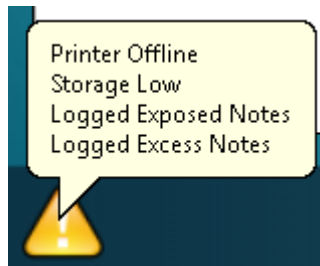 Printer Offline
Storage Low
Logged Exposed Notes
Logged Excess Notes